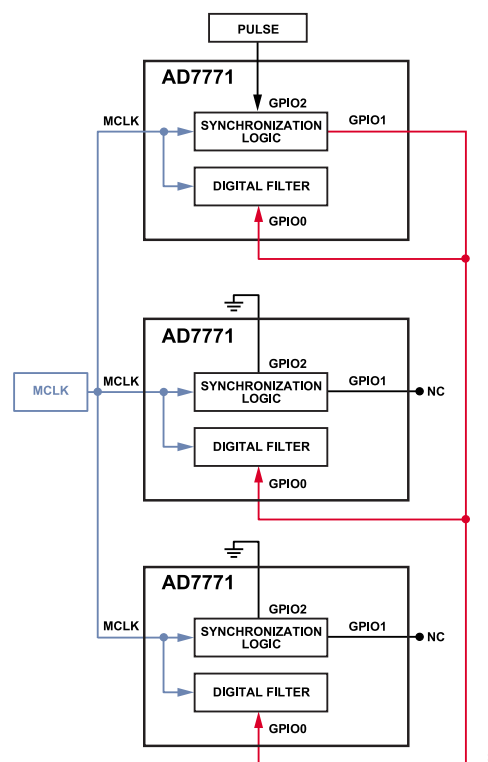 PULSE
AD7771
GPIO2
MCLK
SYNCHRONIZATION
LOGIC
GPIO1
DIGITAL FILTER
GPIO0
AD7771
GPIO2
MCLK
MCLK
SYNCHRONIZATION
LOGIC
GPIO1
NC
DIGITAL FILTER
GPIO0
AD7771
GPIO2
MCLK
SYNCHRONIZATION
LOGIC
GPIO1
NC
DIGITAL FILTER
GPIO0